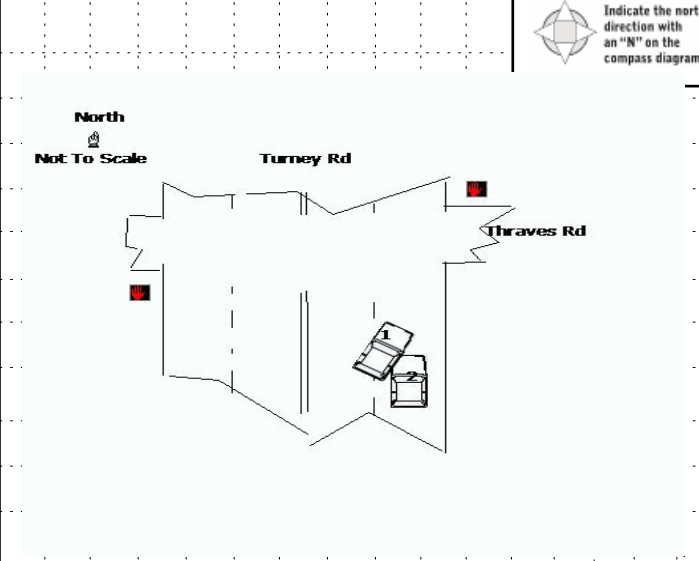 Indicate the nort
direction with
an "N" on the
compass diagram
North
Not To Scale
Turney Rd
Thraves Rd
1
2